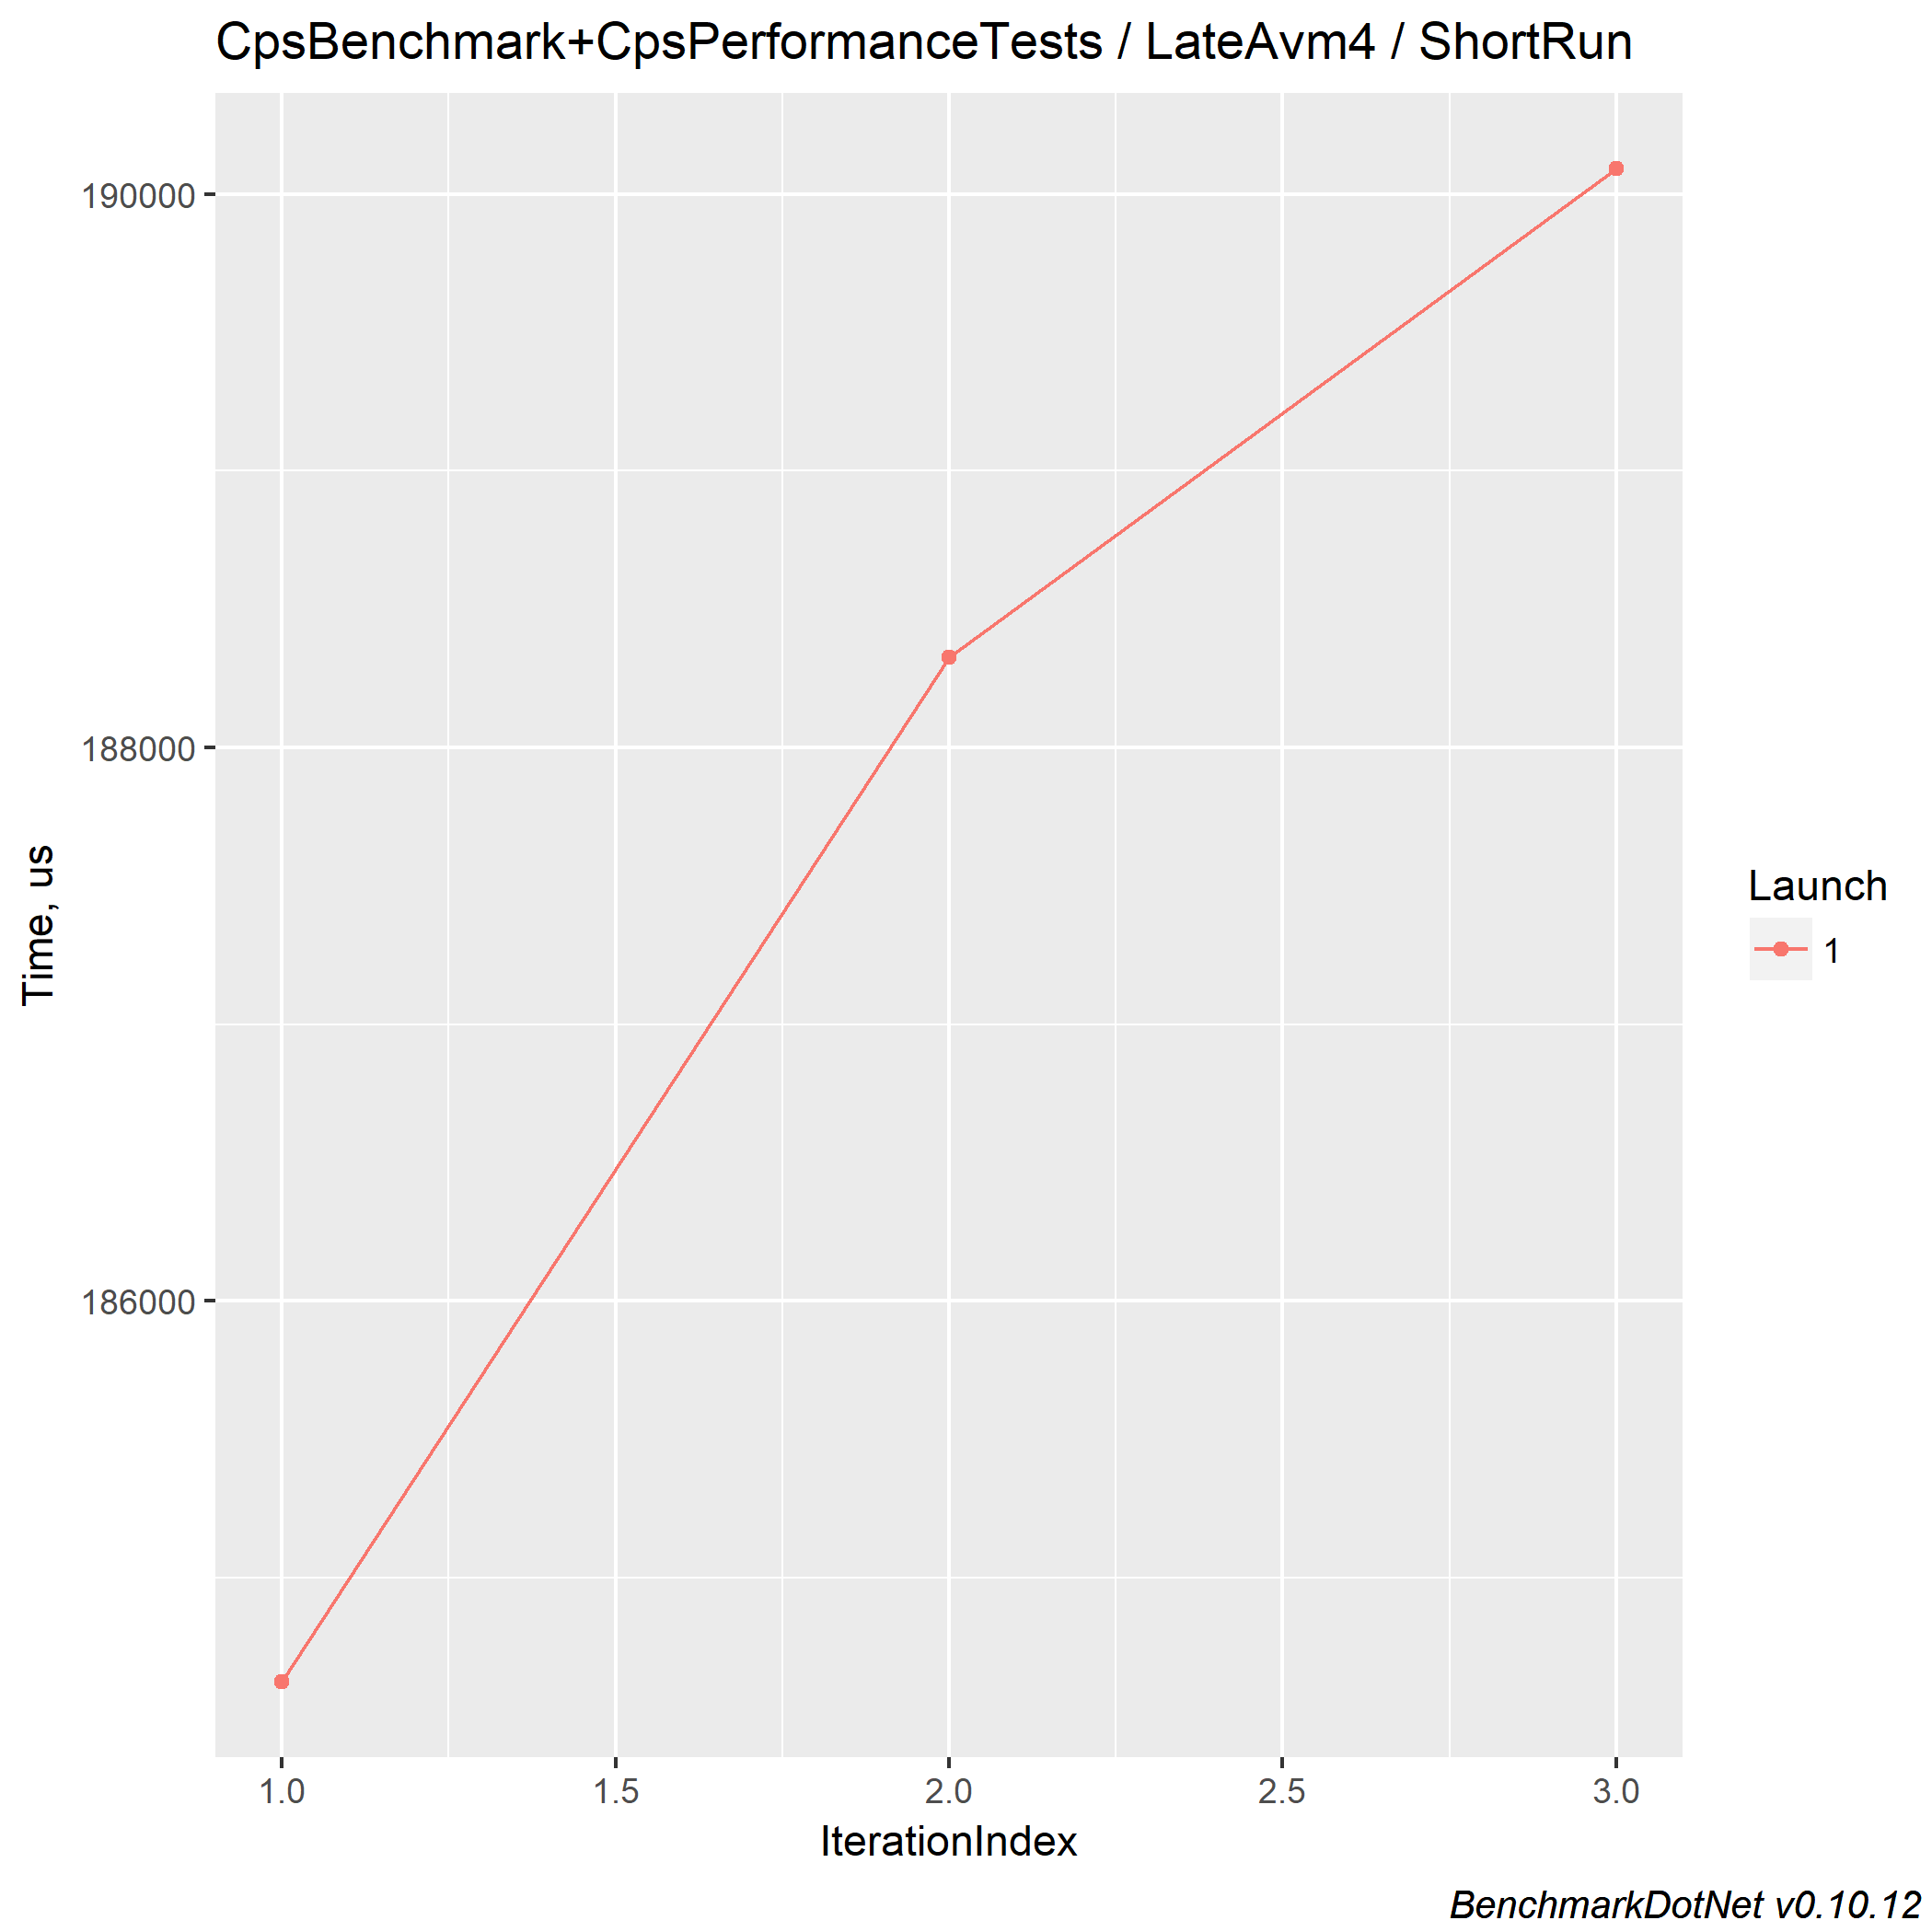 CpsBenchmark+CpsPerformanceTests / LateAvm4 / ShortRun
190000
188000
186000
Time, us
1.0
1.5
2.0
2.5
3.0
IterationIndex
Launch
1
BenchmarkDotNet v0.10.12